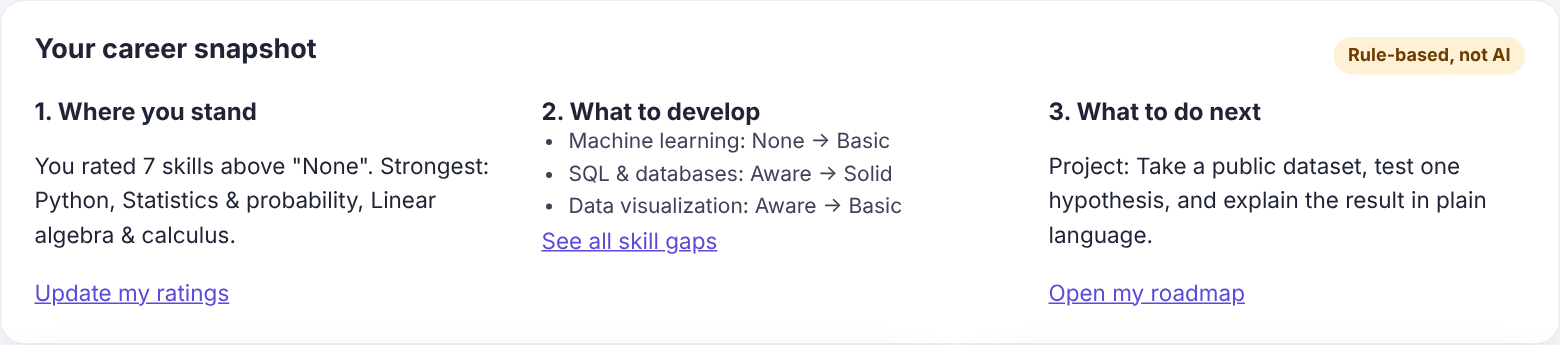 Your career snapshot
Rule-based, not AI
1. Where you stand
You rated 7 skills above "None". Strongest:
Python, Statistics & probability, Linear
algebra & calculus.
Update my ratings
2. What to develop
• Machine learning: None → Basic
• SQL & databases: Aware → Solid
• Data visualization: Aware → Basic
See all skill gaps
3. What to do next
Project: Take a public dataset, test one
hypothesis, and explain the result in plain
language.
Open my roadmap